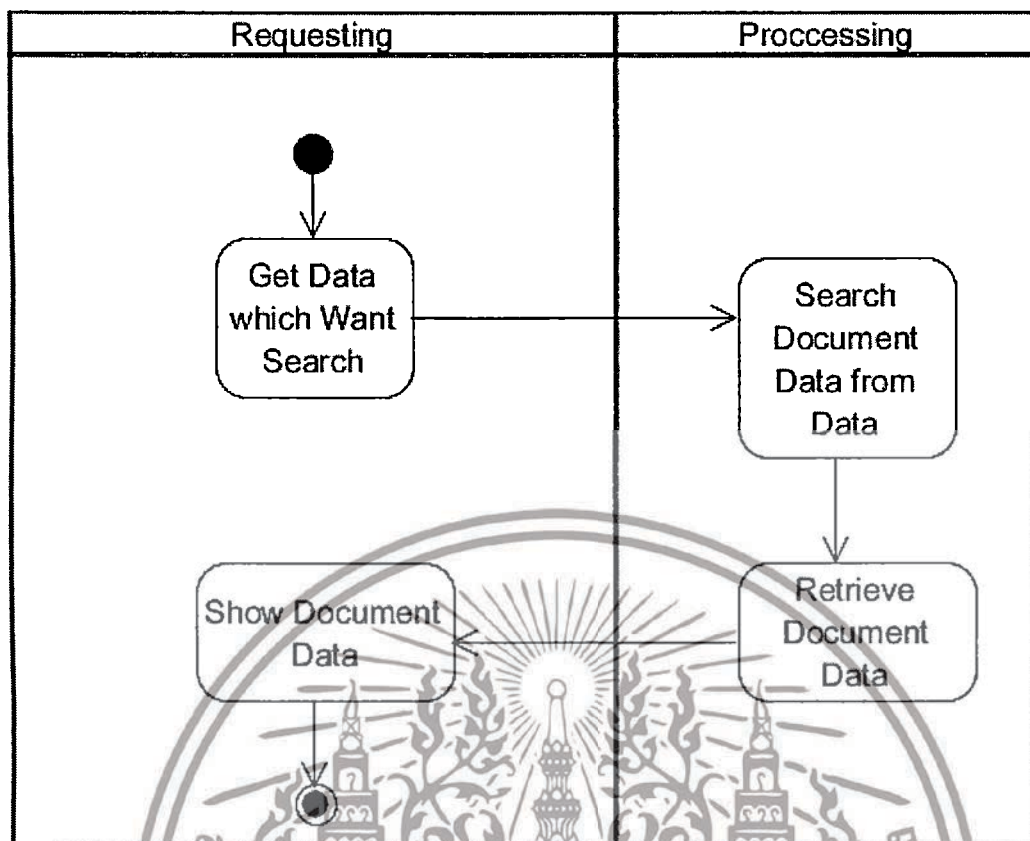 Requesting
Proccessing
Get Data
which Want
Search
Search
Document
Data from
Data
Retrieve
Document
Data
Show Document
Data